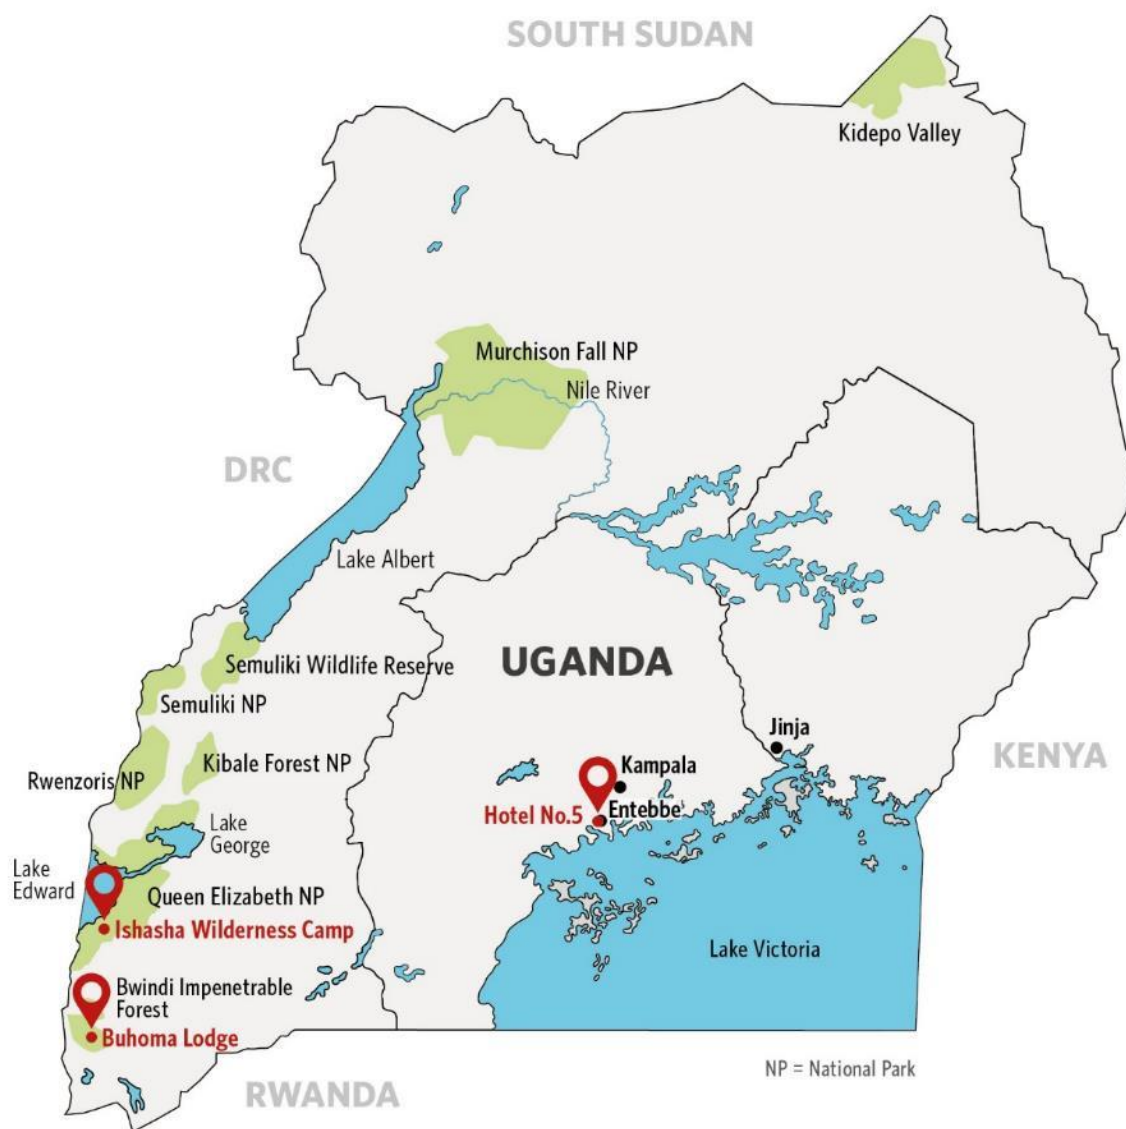 SOUTH SUDAN
Kidepo Valley
Murchison Fall NP
Nile River
DRC
Lake Albert
Semuliki Wildlife Reserve
UGANDA
Semuliki NP
Jinja
KENYA
Kibale Forest NP
Rwenzoris NP
Kampala
Hotel No.5
Entebbe
Lake
George
Lake
Edward
Queen Elizabeth NP
Ishasha Wilderness Camp
Lake Victoria
Bwindi Impenetrable
Forest
Buhoma Lodge
NP = National Park
RWANDA